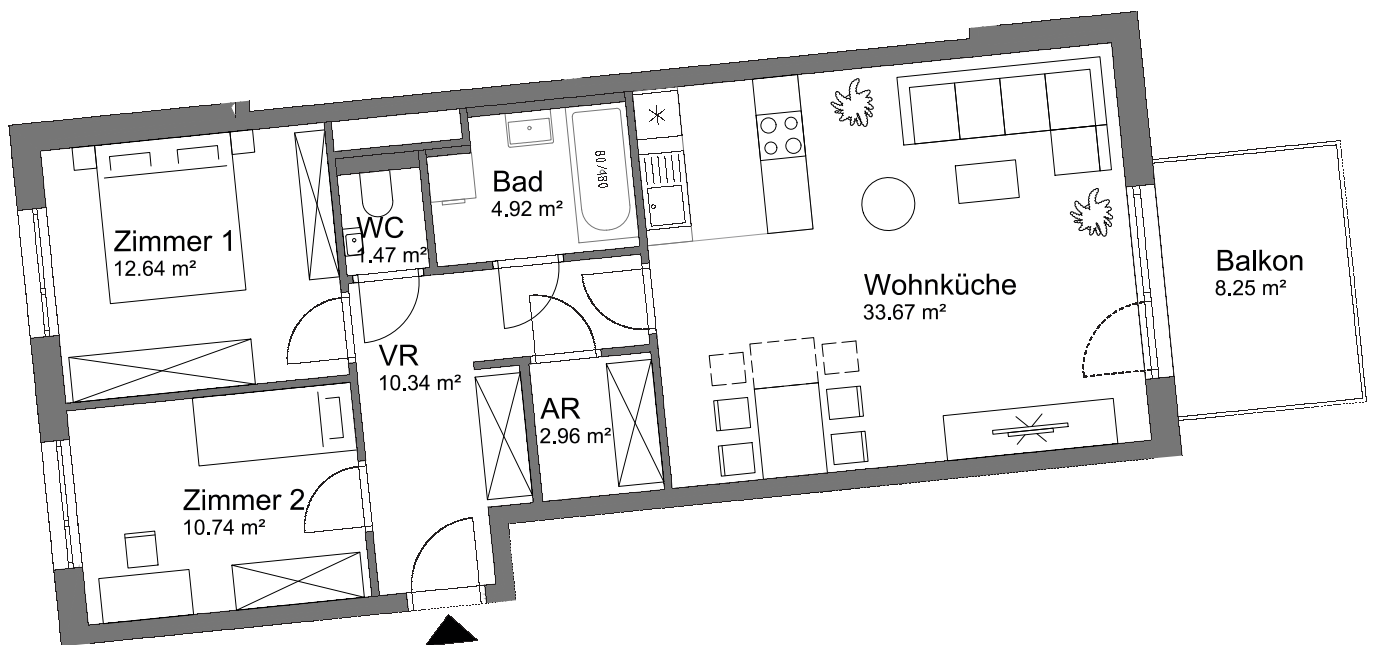 Zimmer 1
12.64 m²
WC
1.47 m²
Bad
4.92 m²
80/180
Wohnküche
33.67 m²
Balkon
8.25 m²
VR
10.34 m²
AR
2.96 m²
Zimmer 2
10.74 m²